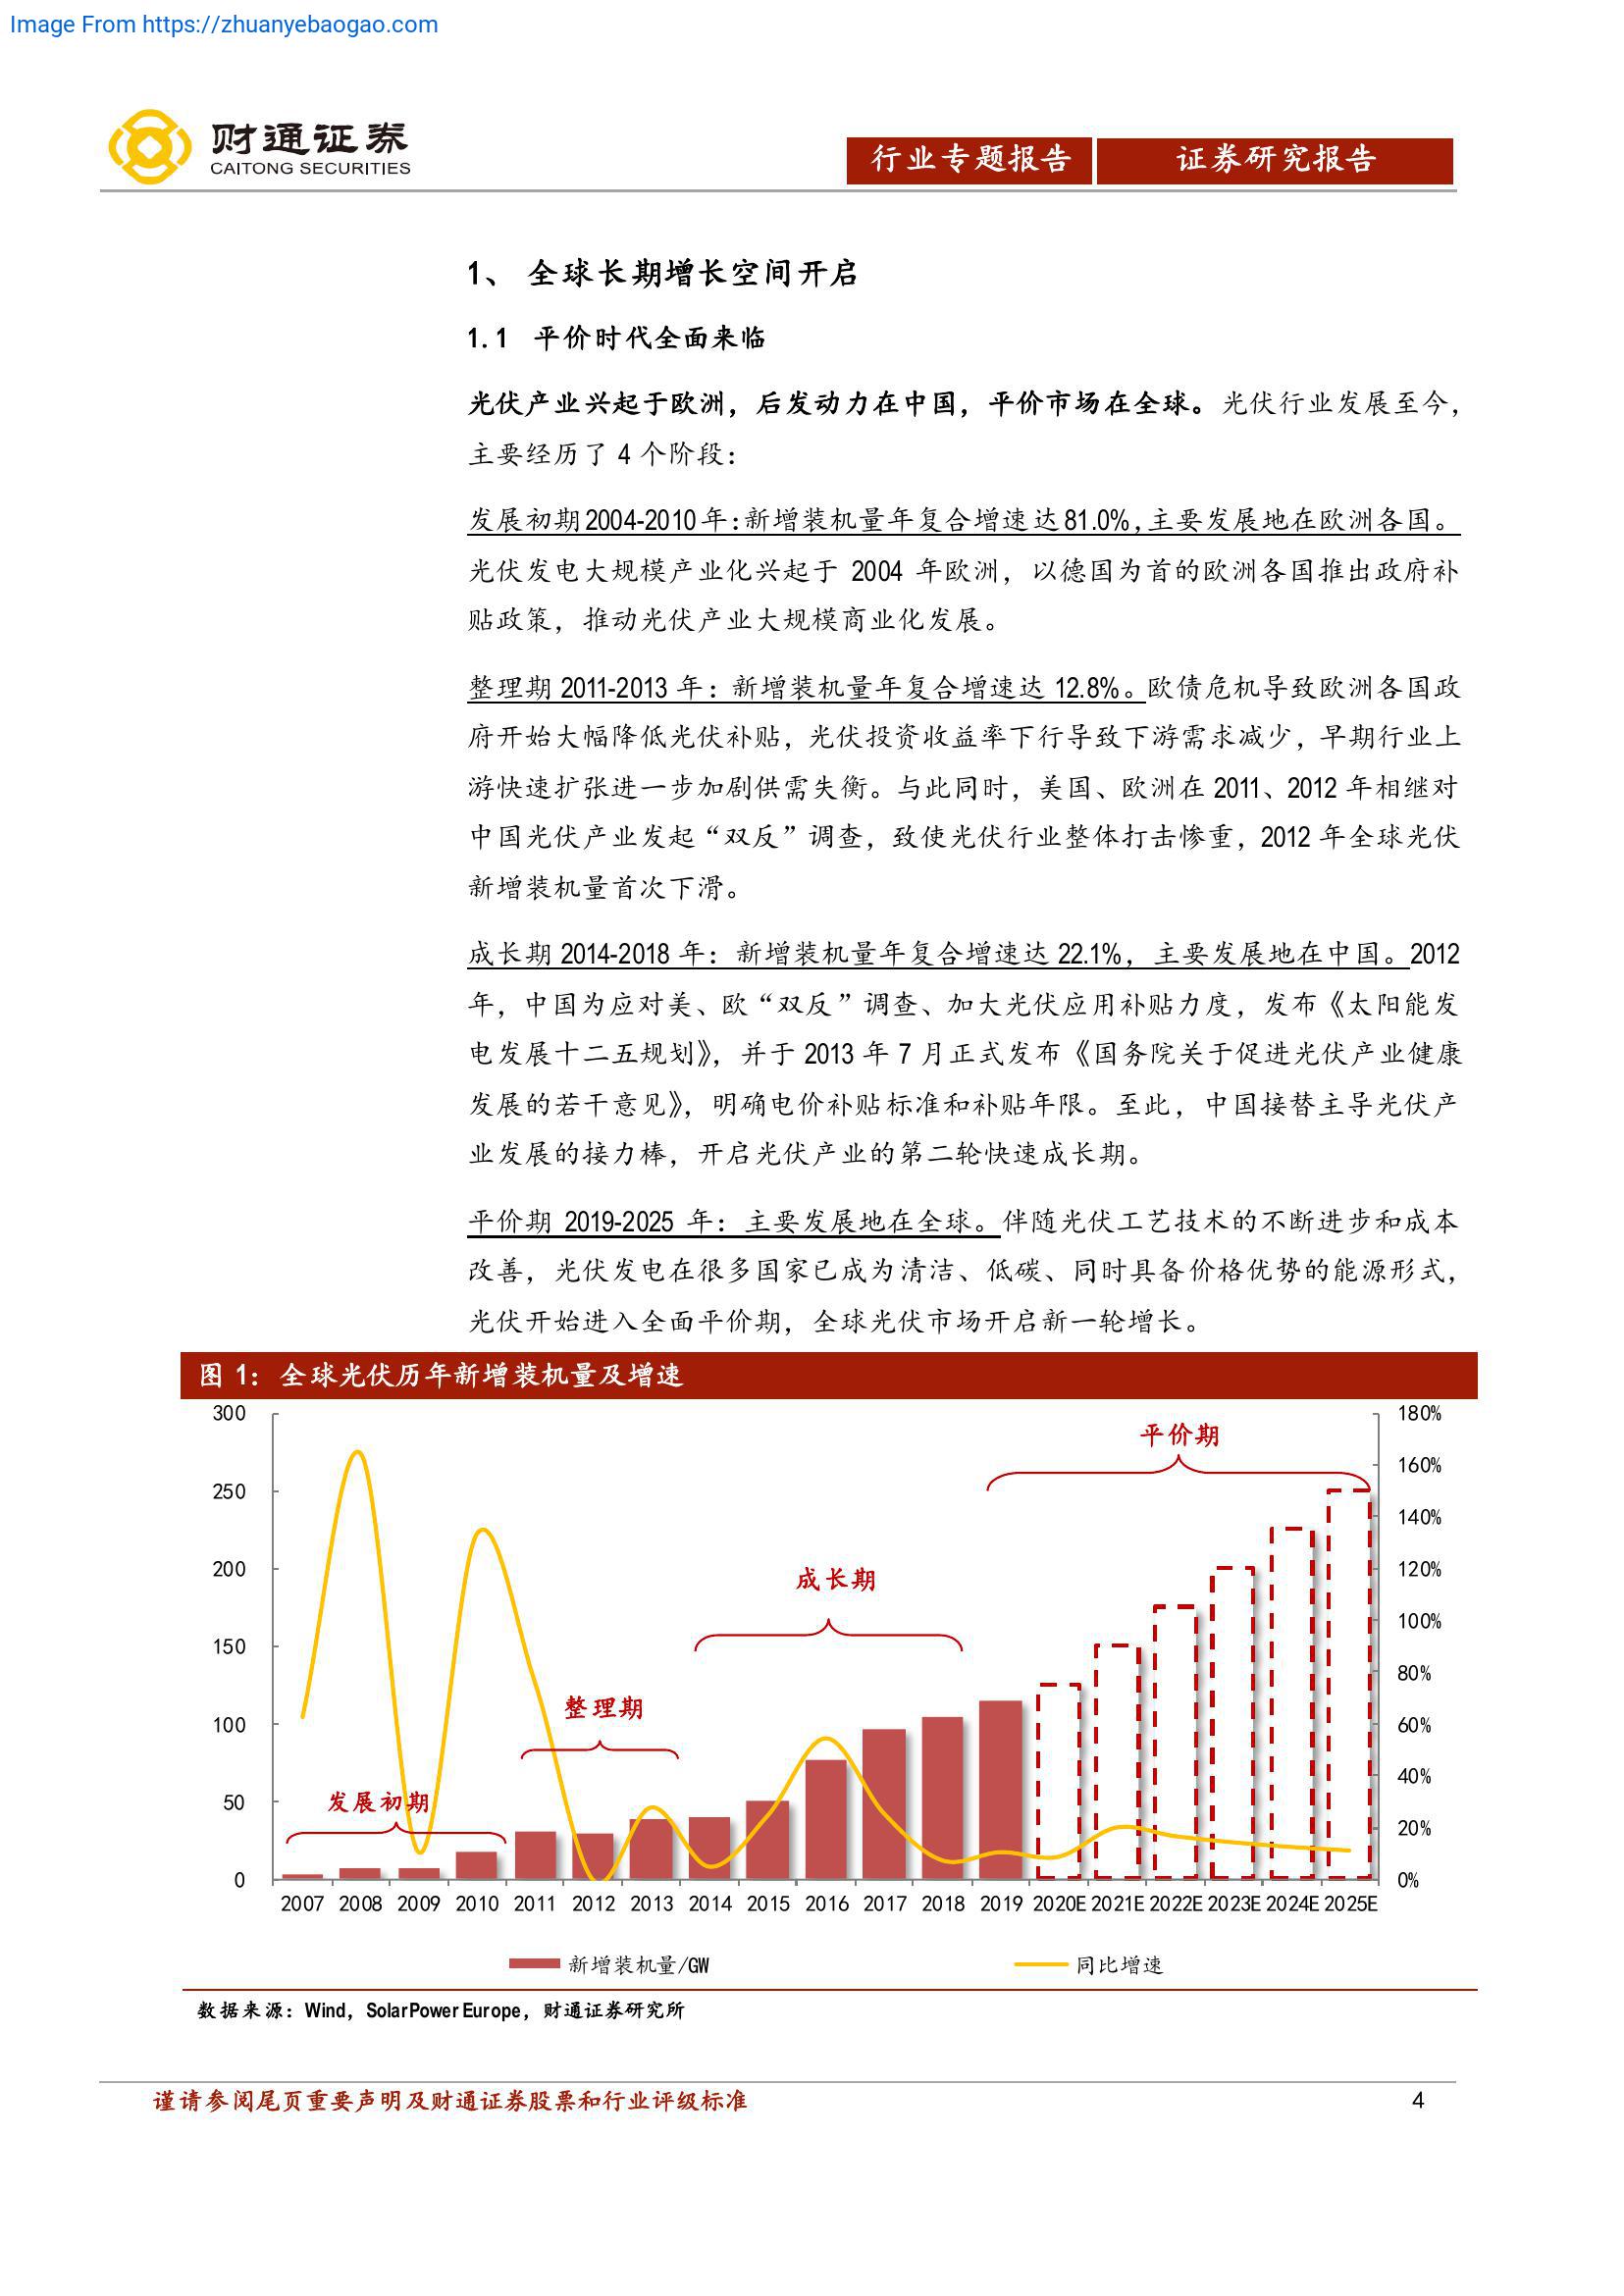 Image From https://zhuanyebaogao.com
财通证券
CAITONG SECURITIES
行业专题报告
证券研究报告
1、 全球长期增长空间开启
1.1 平价时代全面来临
光伏产业兴起于欧洲，后发动力在中国，平价市场在全球。光伏行业发展至今，
主要经历了 4 个阶段：
发展初期2004-2010年：新增装机量年复合增速达81.0%，主要发展地在欧洲各国。
光伏发电大规模产业化兴起于 2004 年欧洲，以德国为首的欧洲各国推出政府补
贴政策，推动光伏产业大规模商业化发展。
整理期 2011-2013 年：新增装机量年复合增速达 12.8%。欧债危机导致欧洲各国政
府开始大幅降低光伏补贴，光伏投资收益率下行导致下游需求减少，早期行业上
游快速扩张进一步加剧供需失衡。与此同时，美国、欧洲在 2011、2012 年相继对
中国光伏产业发起“双反”调查，致使光伏行业整体打击惨重，2012 年全球光伏
新增装机量首次下滑。
成长期 2014-2018 年：新增装机量年复合增速达 22.1%，主要发展地在中国。2012
年，中国为应对美、欧“双反”调查、加大光伏应用补贴力度，发布《太阳能发
电发展十二五规划》，并于 2013 年 7 月正式发布《国务院关于促进光伏产业健康
发展的若干意见》，明确电价补贴标准和补贴年限。至此，中国接替主导光伏产
业发展的接力棒，开启光伏产业的第二轮快速成长期。
平价期 2019-2025 年：主要发展地在全球。伴随光伏工艺技术的不断进步和成本
改善，光伏发电在很多国家已成为清洁、低碳、同时具备价格优势的能源形式，
光伏开始进入全面平价期，全球光伏市场开启新一轮增长。
图 1：全球光伏历年新增装机量及增速
300
250
200
150
100
50
0
180%
160%
140%
120%
100%
80%
60%
40%
20%
0%
发展初期
整理期
成长期
平价期
2007 2008 2009 2010 2011 2012 2013 2014 2015 2016 2017 2018 2019 2020E 2021E 2022E 2023E 2024E 2025E
新增装机量/GW
同比增速
数据来源：Wind，SolarPower Europe，财通证券研究所
谨请参阅尾页重要声明及财通证券股票和行业评级标准
4